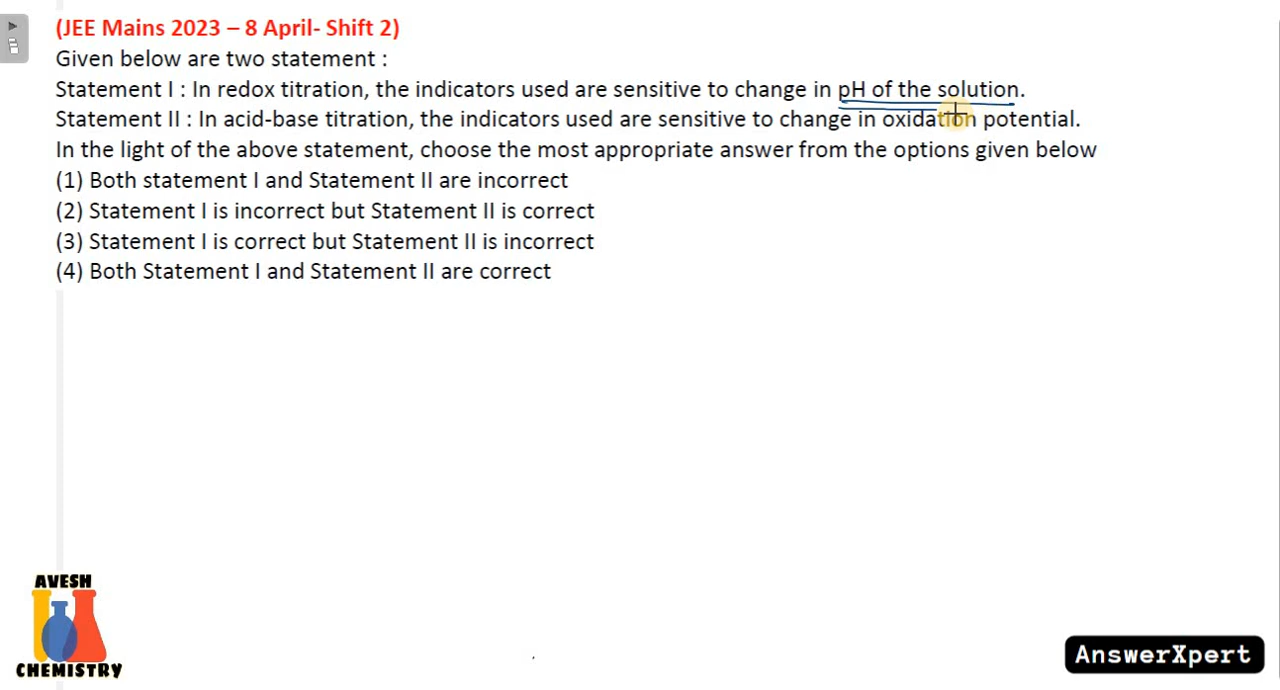 (JEE Mains 2023 – 8 April- Shift 2)
Given below are two statement :
Statement I : In redox titration, the indicators used are sensitive to change in pH of the solution.
Statement II : In acid-base titration, the indicators used are sensitive to change in oxidation potential.
In the light of the above statement, choose the most appropriate answer from the options given below
(1) Both statement I and Statement II are incorrect
(2) Statement I is incorrect but Statement II is correct
(3) Statement I is correct but Statement II is incorrect
(4) Both Statement I and Statement II are correct
AVESH
CHEMISTRY
AnswerXpert